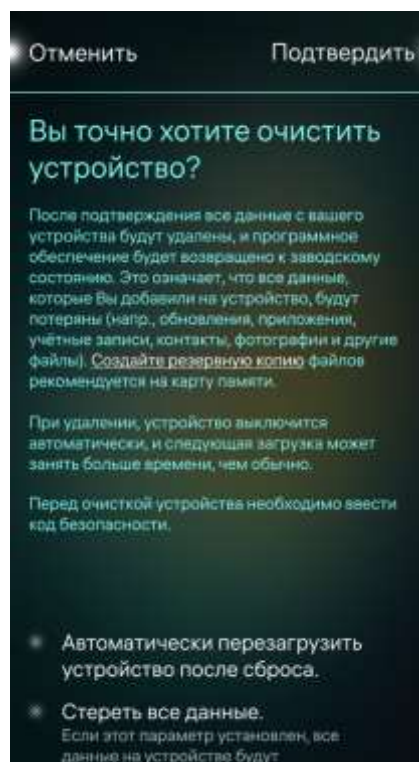 Отменить Подтвердить
Вы точно хотите очистить
устройство?
После подтверждения все данные с вашего
устройства будут удалены, и программное
обеспечение будет возвращено к заводскому
состоянию. Это означает, что все данные,
которые Вы добавили на устройство, будут
потеряны (напр., обновления, приложения,
учётные записи, контакты, фотографии и другие
файлы). Создайте резервную копию файлов
рекомендуется на карту памяти.
При удалении, устройство выключится
автоматически, и следующая загрузка может
занять больше времени, чем обычно.
Перед очисткой устройства необходимо ввести
код безопасности.
Автоматически перезагрузить
устройство после сброса.
Стереть все данные.
Если этот параметр установлен, все
данные на устройстве будут